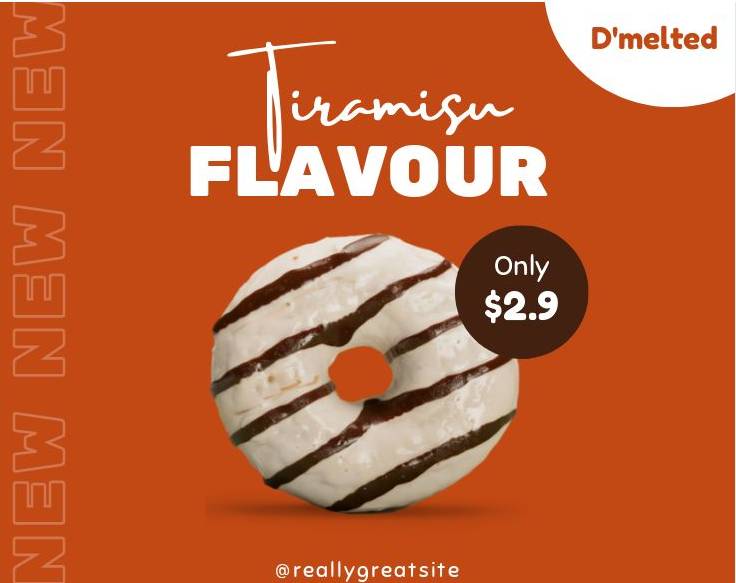 D'melted
Tiramisu
FLAVOUR
Only
$2.9
NEW NEW NEW NEW
@reallygreatsite